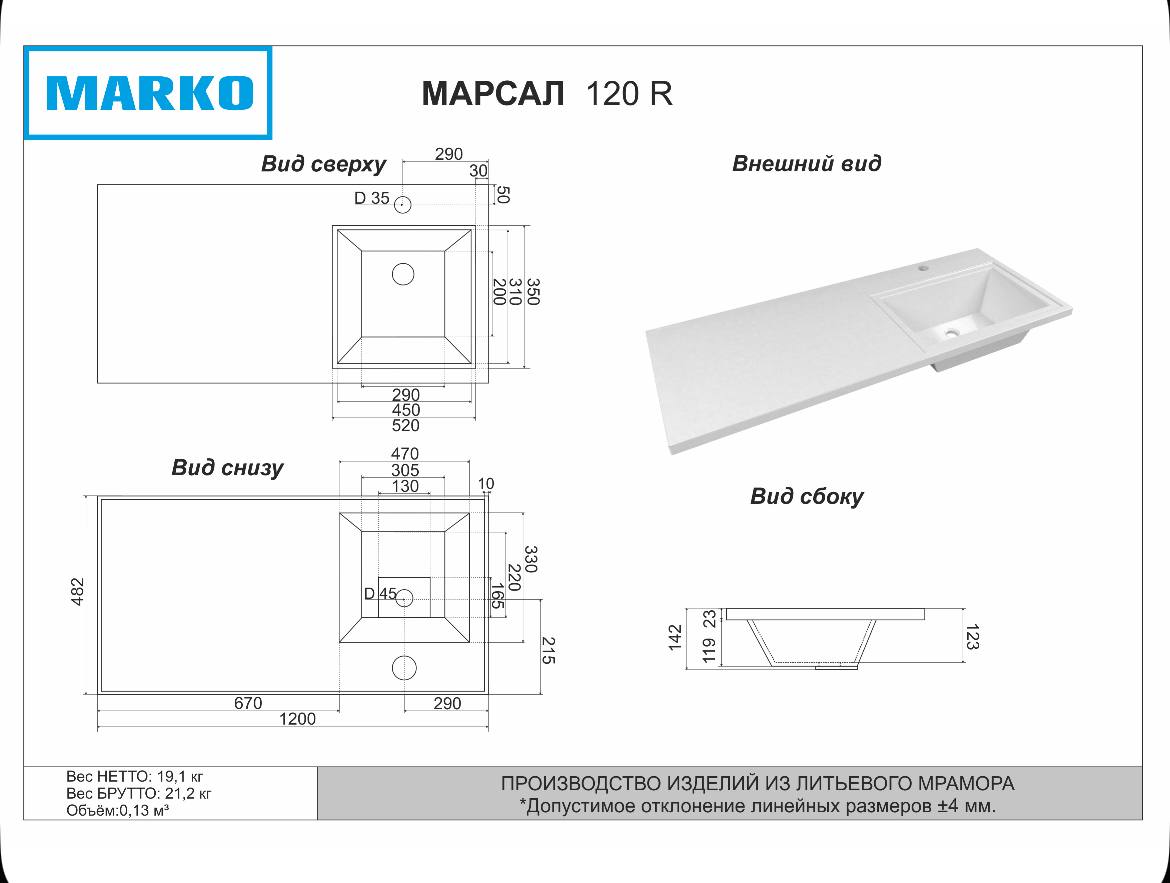 MARKO
МАРСАЛ 120 R
Вид сверху
290
30
50
D 35
200
310
350
290
450
520
Внешний вид
Вид снизу
470
305
130
10
482
D 45
165
220
330
215
670
290
1200
Вид сбоку
142
119
23
123
Вес НЕТТО: 19,1 кг
Вес БРУТТО: 21,2 кг
Объём:0,13 м³
ПРОИЗВОДСТВО ИЗДЕЛИЙ ИЗ ЛИТЬЕВОГО МРАМОРА
*Допустимое отклонение линейных размеров ±4 мм.